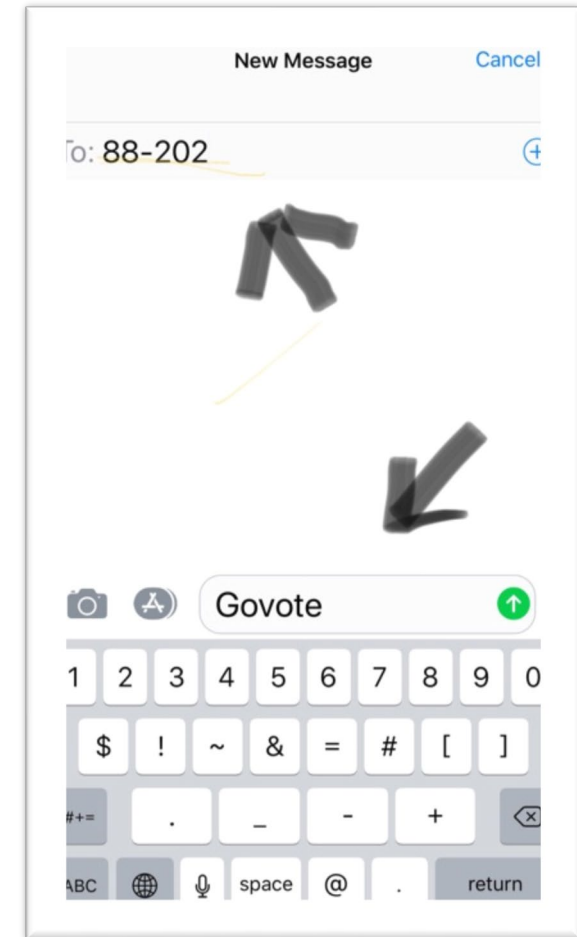 New Message Cancel
To: 88-202
Govote
1 2 3 4 5 6 7 8 9 0
$ ! ~ & = # [ ]
#+= . _ - +
ABC space @ . return